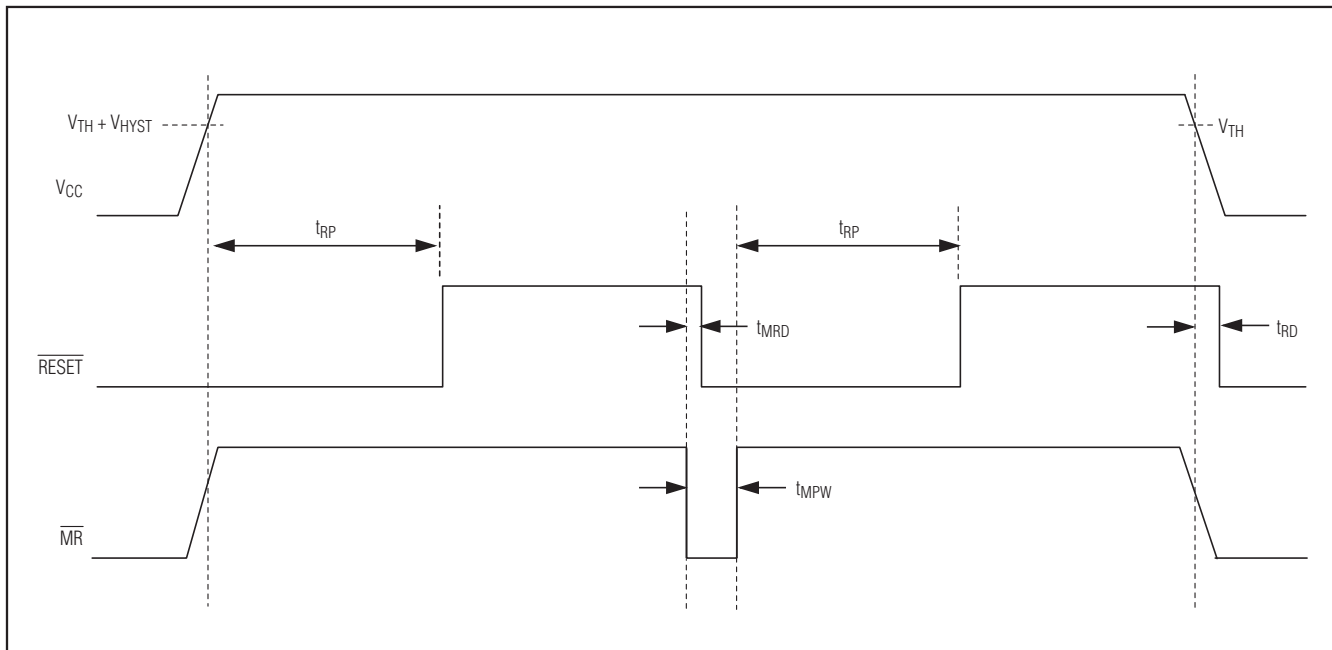 VTH + VHYST
VTH
VCC
tRP
tRP
tMRD
tRD
RESET
tMPW
MR